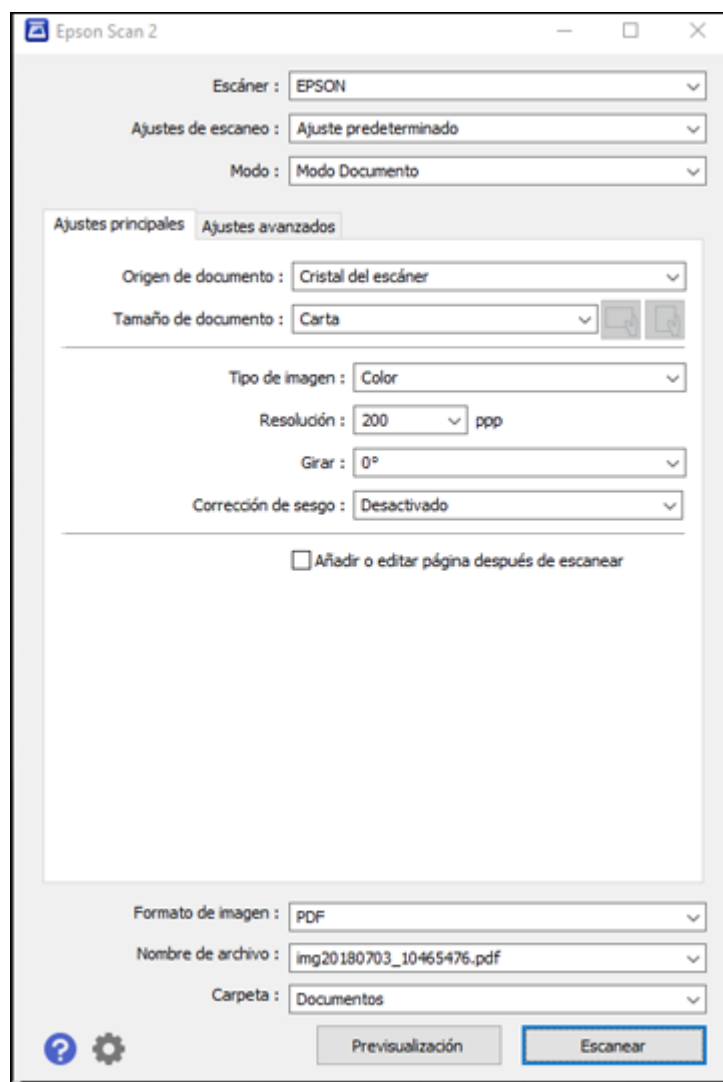 Epson Scan 2
Escáner : EPSON
Ajustes de escaneo : Ajuste predeterminado
Modo : Modo Documento
Ajustes principales Ajustes avanzados
Origen de documento : Cristal del escáner
Tamaño de documento : Carta
Tipo de imagen : Color
Resolución : 200 ppp
Girar : 0°
Corrección de sesgo : Desactivado
Añadir o editar página después de escanear
Formato de imagen : PDF
Nombre de archivo : img20180703_10465476.pdf
Carpeta : Documentos
? Previsualización Escanear